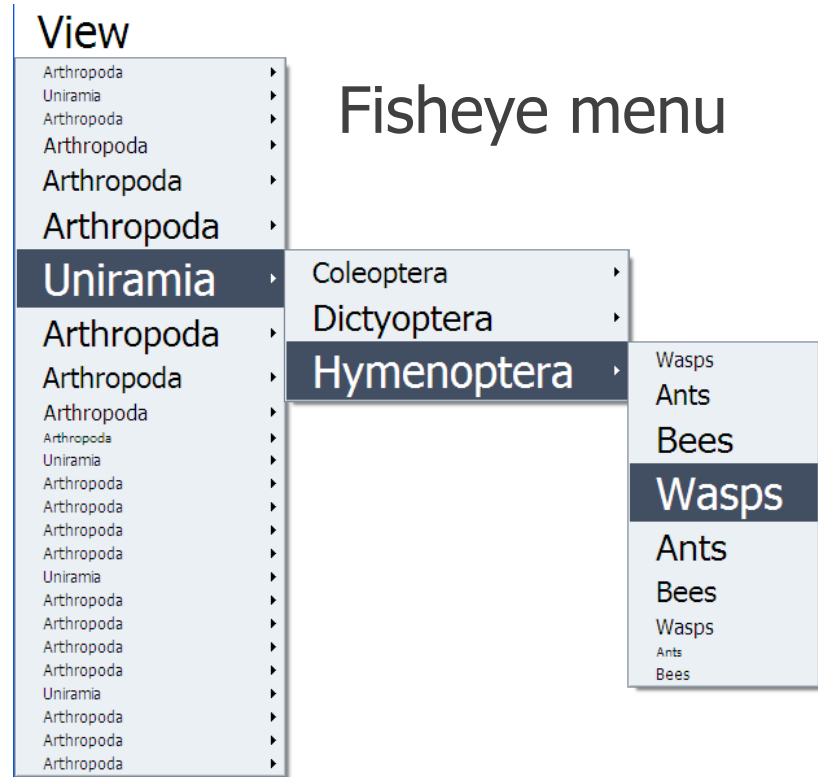 View
Fisheye menu
Arthropoda
Uniramia
Arthropoda
Arthropoda
Arthropoda
Arthropoda
Uniramia
Arthropoda
Arthropoda
Arthropoda
Arthropoda
Uniramia
Arthropoda
Arthropoda
Arthropoda
Arthropoda
Uniramia
Arthropoda
Arthropoda
Arthropoda
Arthropoda
Uniramia
Arthropoda
Arthropoda
Arthropoda
Coleoptera
Dictyoptera
Hymenoptera
Wasps
Ants
Bees
Wasps
Ants
Bees
Wasps
Ants
Bees